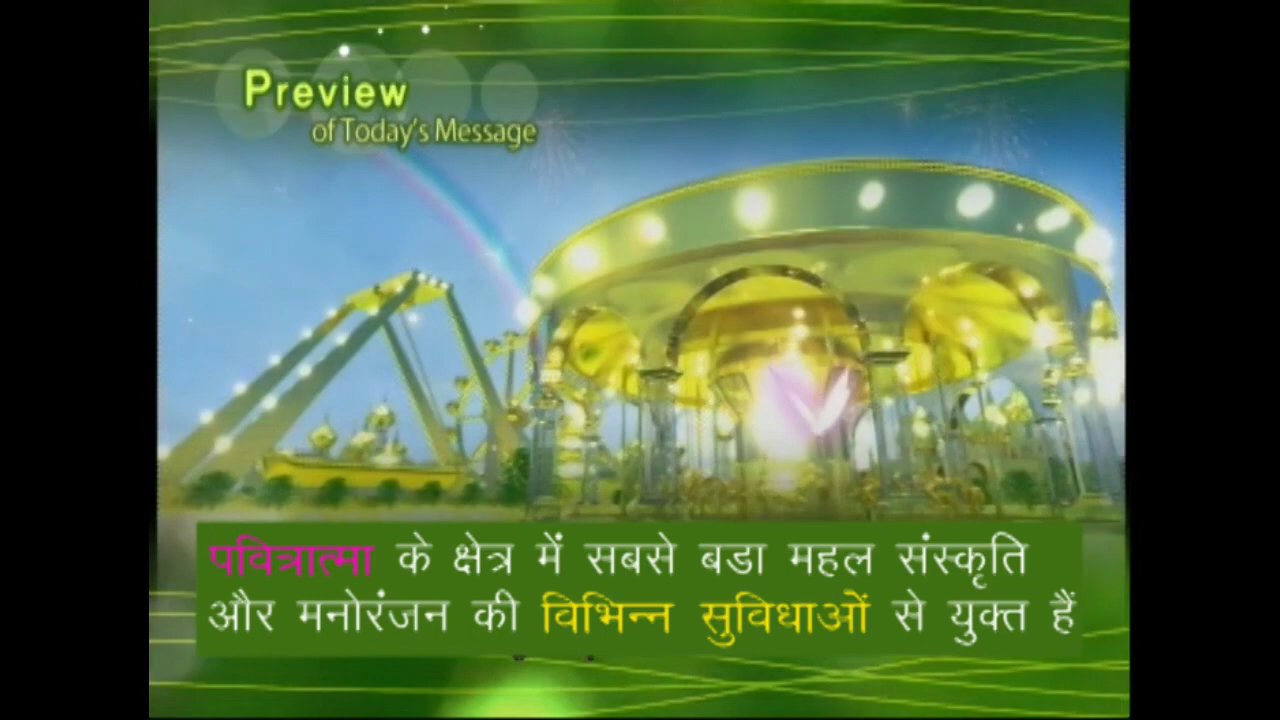 Preview
of Today's Message
पवित्रात्मा के क्षेत्र में सबसे बडा महल संस्कृति
और मनोरंजन की विभिन्न सुविधाओं से युक्त हैं